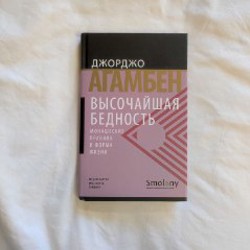 ДЖОРДЖО
АГАМБЕН
ВЫСОЧАЙШАЯ
БЕДНОСТЬ
МОНАШЕСКИЕ
ПРАВИЛА
И ФОРМА
ЖИЗНИ
Smolny